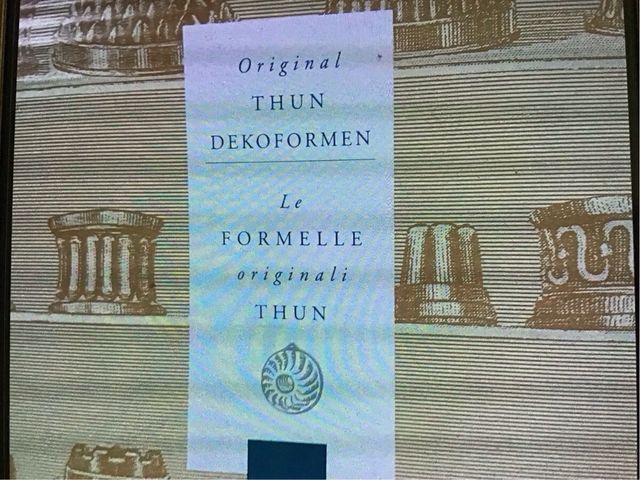 Original
THUN
DEKOFORMEN
Le
FORMELLE
originali
THUN